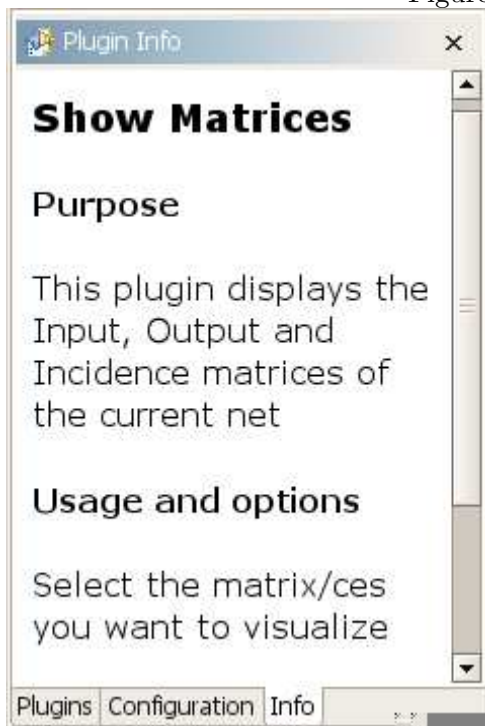 Figure
Plugin Info
Show Matrices
Purpose
This plugin displays the
Input, Output and
Incidence matrices of
the current net
Usage and options
Select the matrix/ces
you want to visualize
Plugins Configuration Info